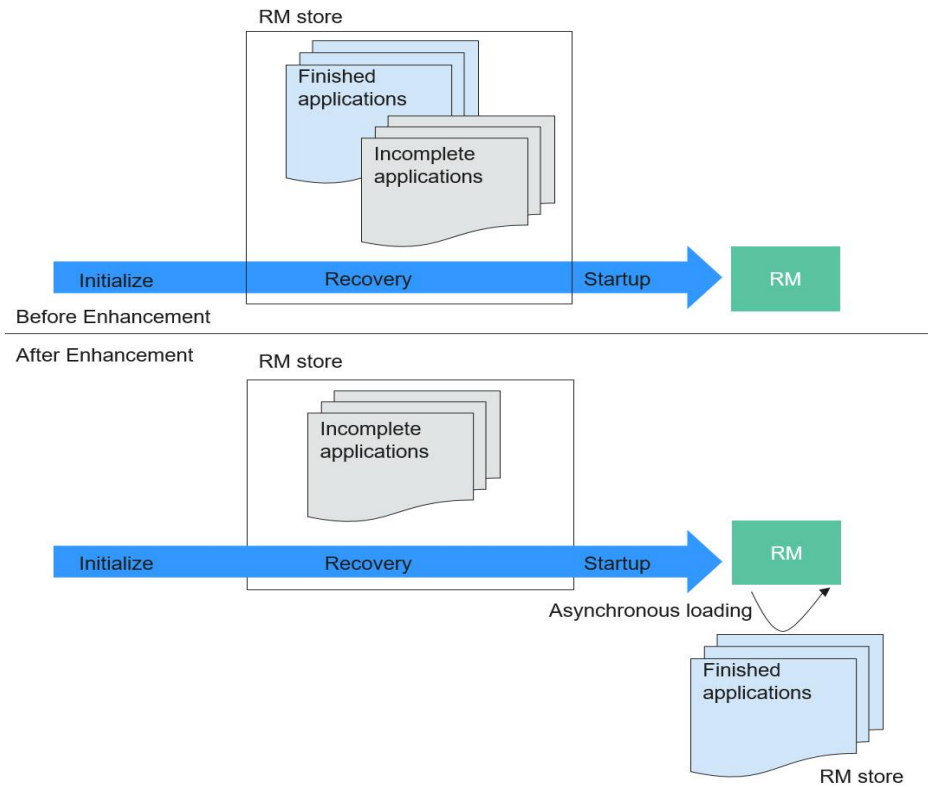 RM store
Finished
applications
Incomplete
applications
Initialize
Recovery
Startup
RM
Before Enhancement
After Enhancement
RM store
Incomplete
applications
Initialize
Recovery
Startup
RM
Asynchronous loading
Finished
applications
RM store